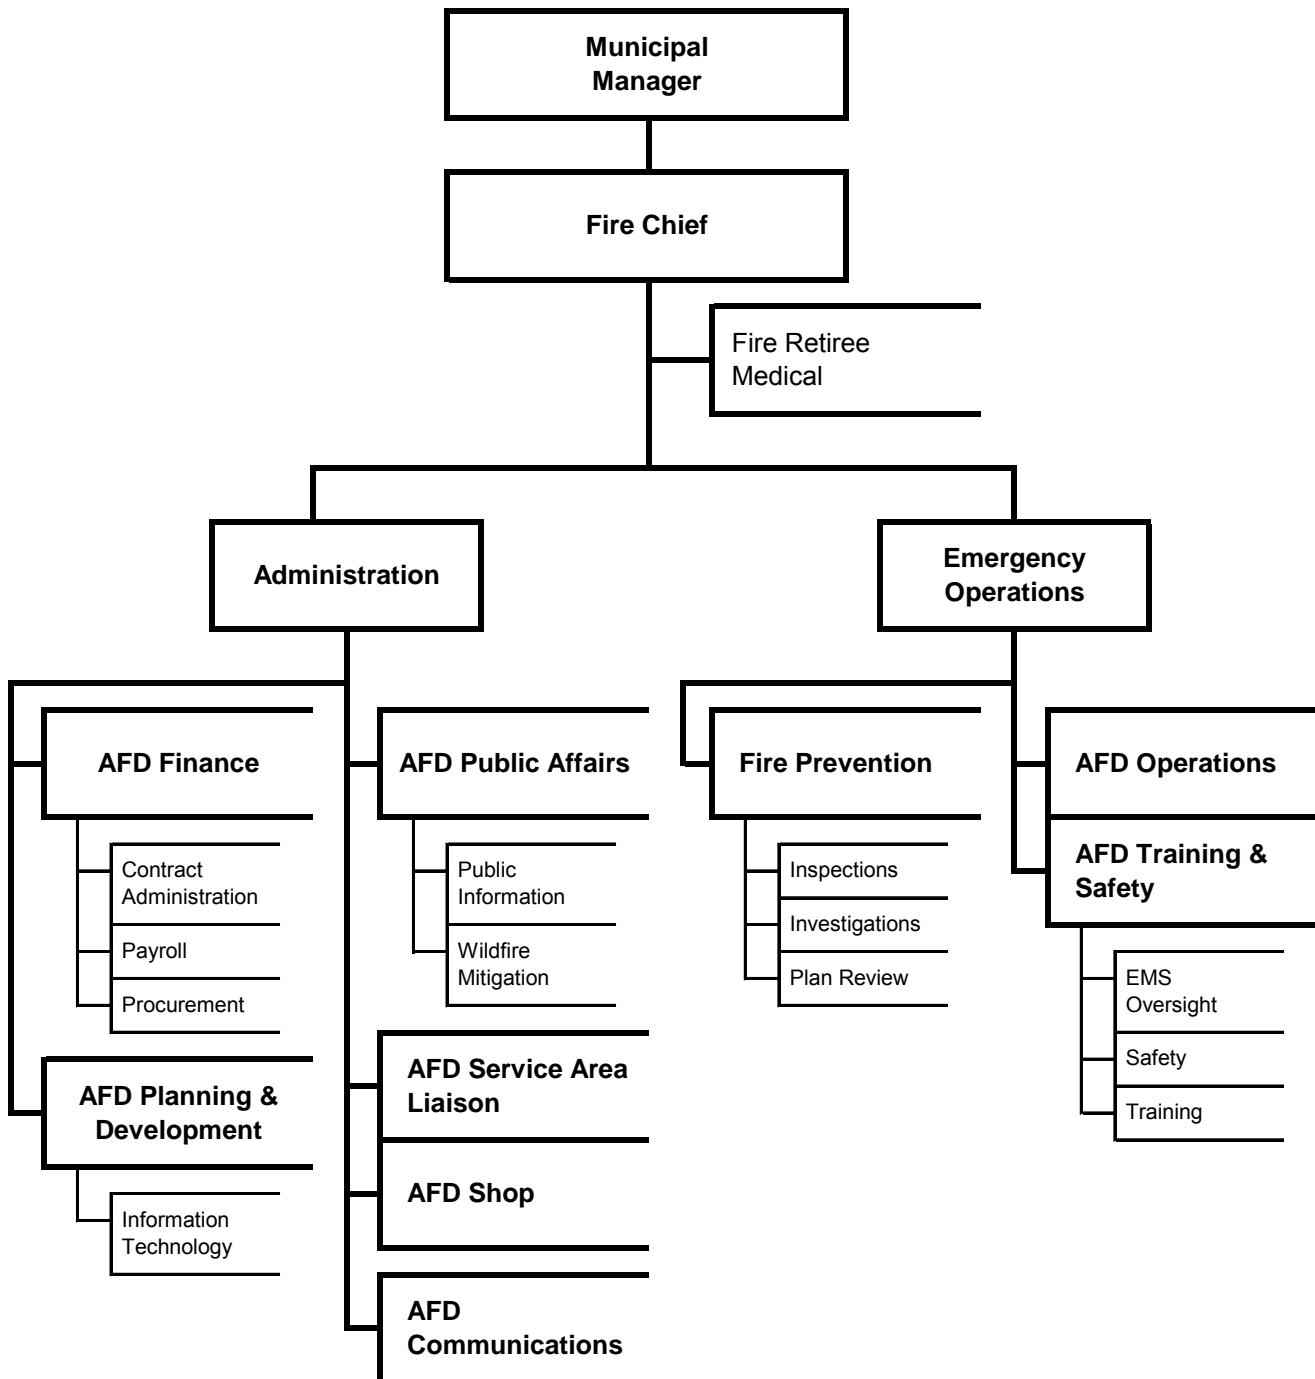 Municipal
Manager
Fire Chief
Fire Retiree
Medical
Administration
Emergency
Operations
AFD Finance
Contract
Administration
Payroll
Procurement
AFD Planning &
Development
Information
Technology
AFD Public Affairs
Public
Information
Wildfire
Mitigation
AFD Service Area
Liaison
AFD Shop
AFD
Communications
Fire Prevention
Inspections
Investigations
Plan Review
AFD Operations
AFD Training &
Safety
EMS
Oversight
Safety
Training